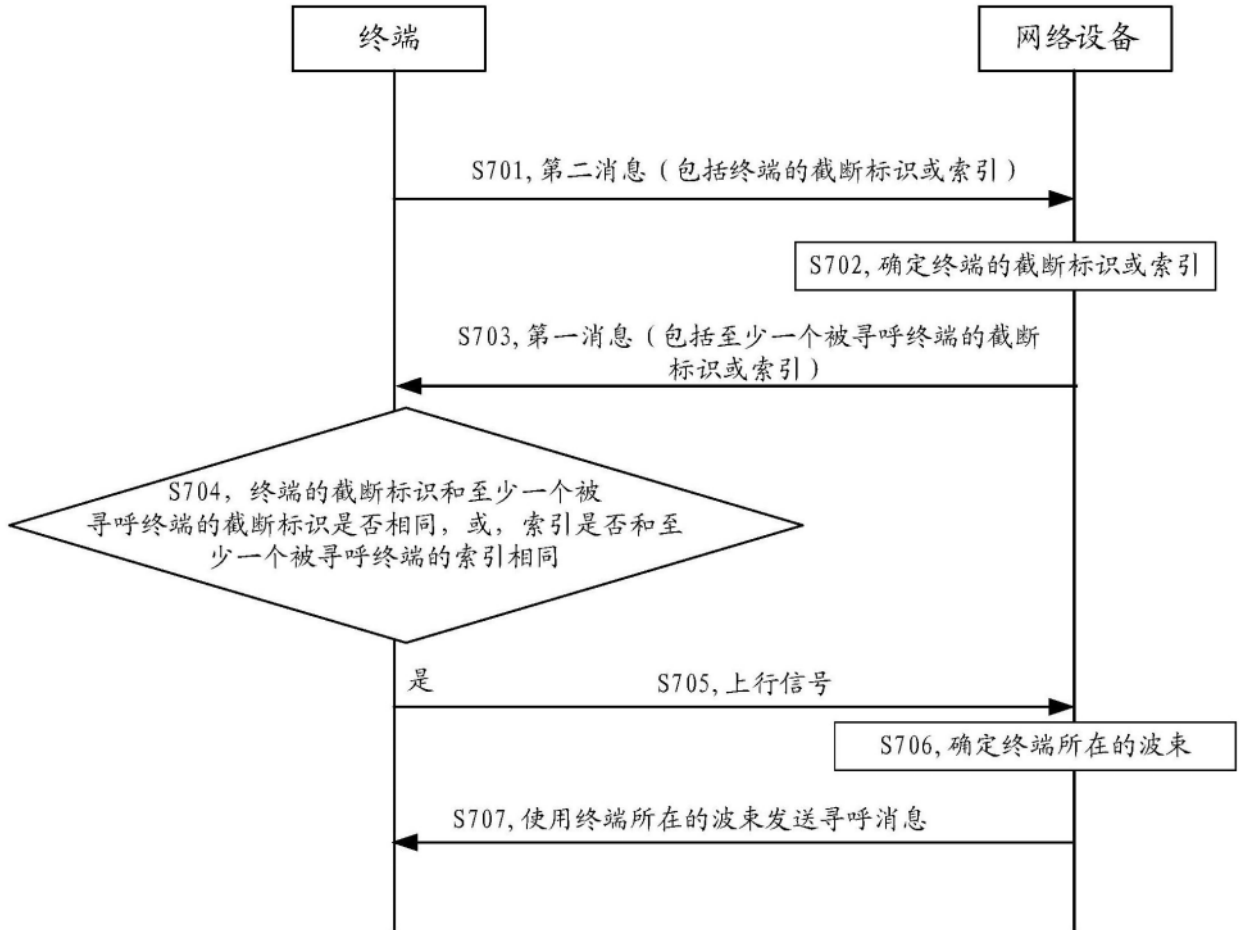 终端
网络设备
S701,第二消息（包括终端的截断标识或索引）
S702,确定终端的截断标识或索引
S703,第一消息（包括至少一个被寻呼终端的截断
标识或索引）
S704，终端的截断标识和至少一个被
寻呼终端的截断标识是否相同，或，索引是否和至
少一个被寻呼终端的索引相同
是
S705,上行信号
S706,确定终端所在的波束
S707,使用终端所在的波束发送寻呼消息